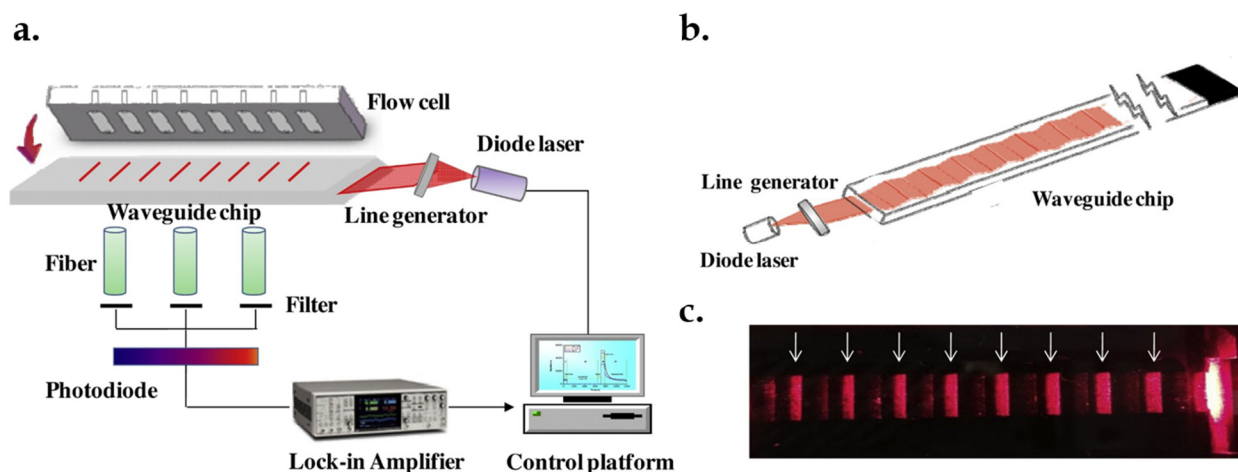 a.
Flow cell
Diode laser
Line generator
Waveguide chip
Fiber
Filter
Photodiode
Lock-in Amplifier
Control platform
b.
Line generator
Waveguide chip
Diode laser
c.